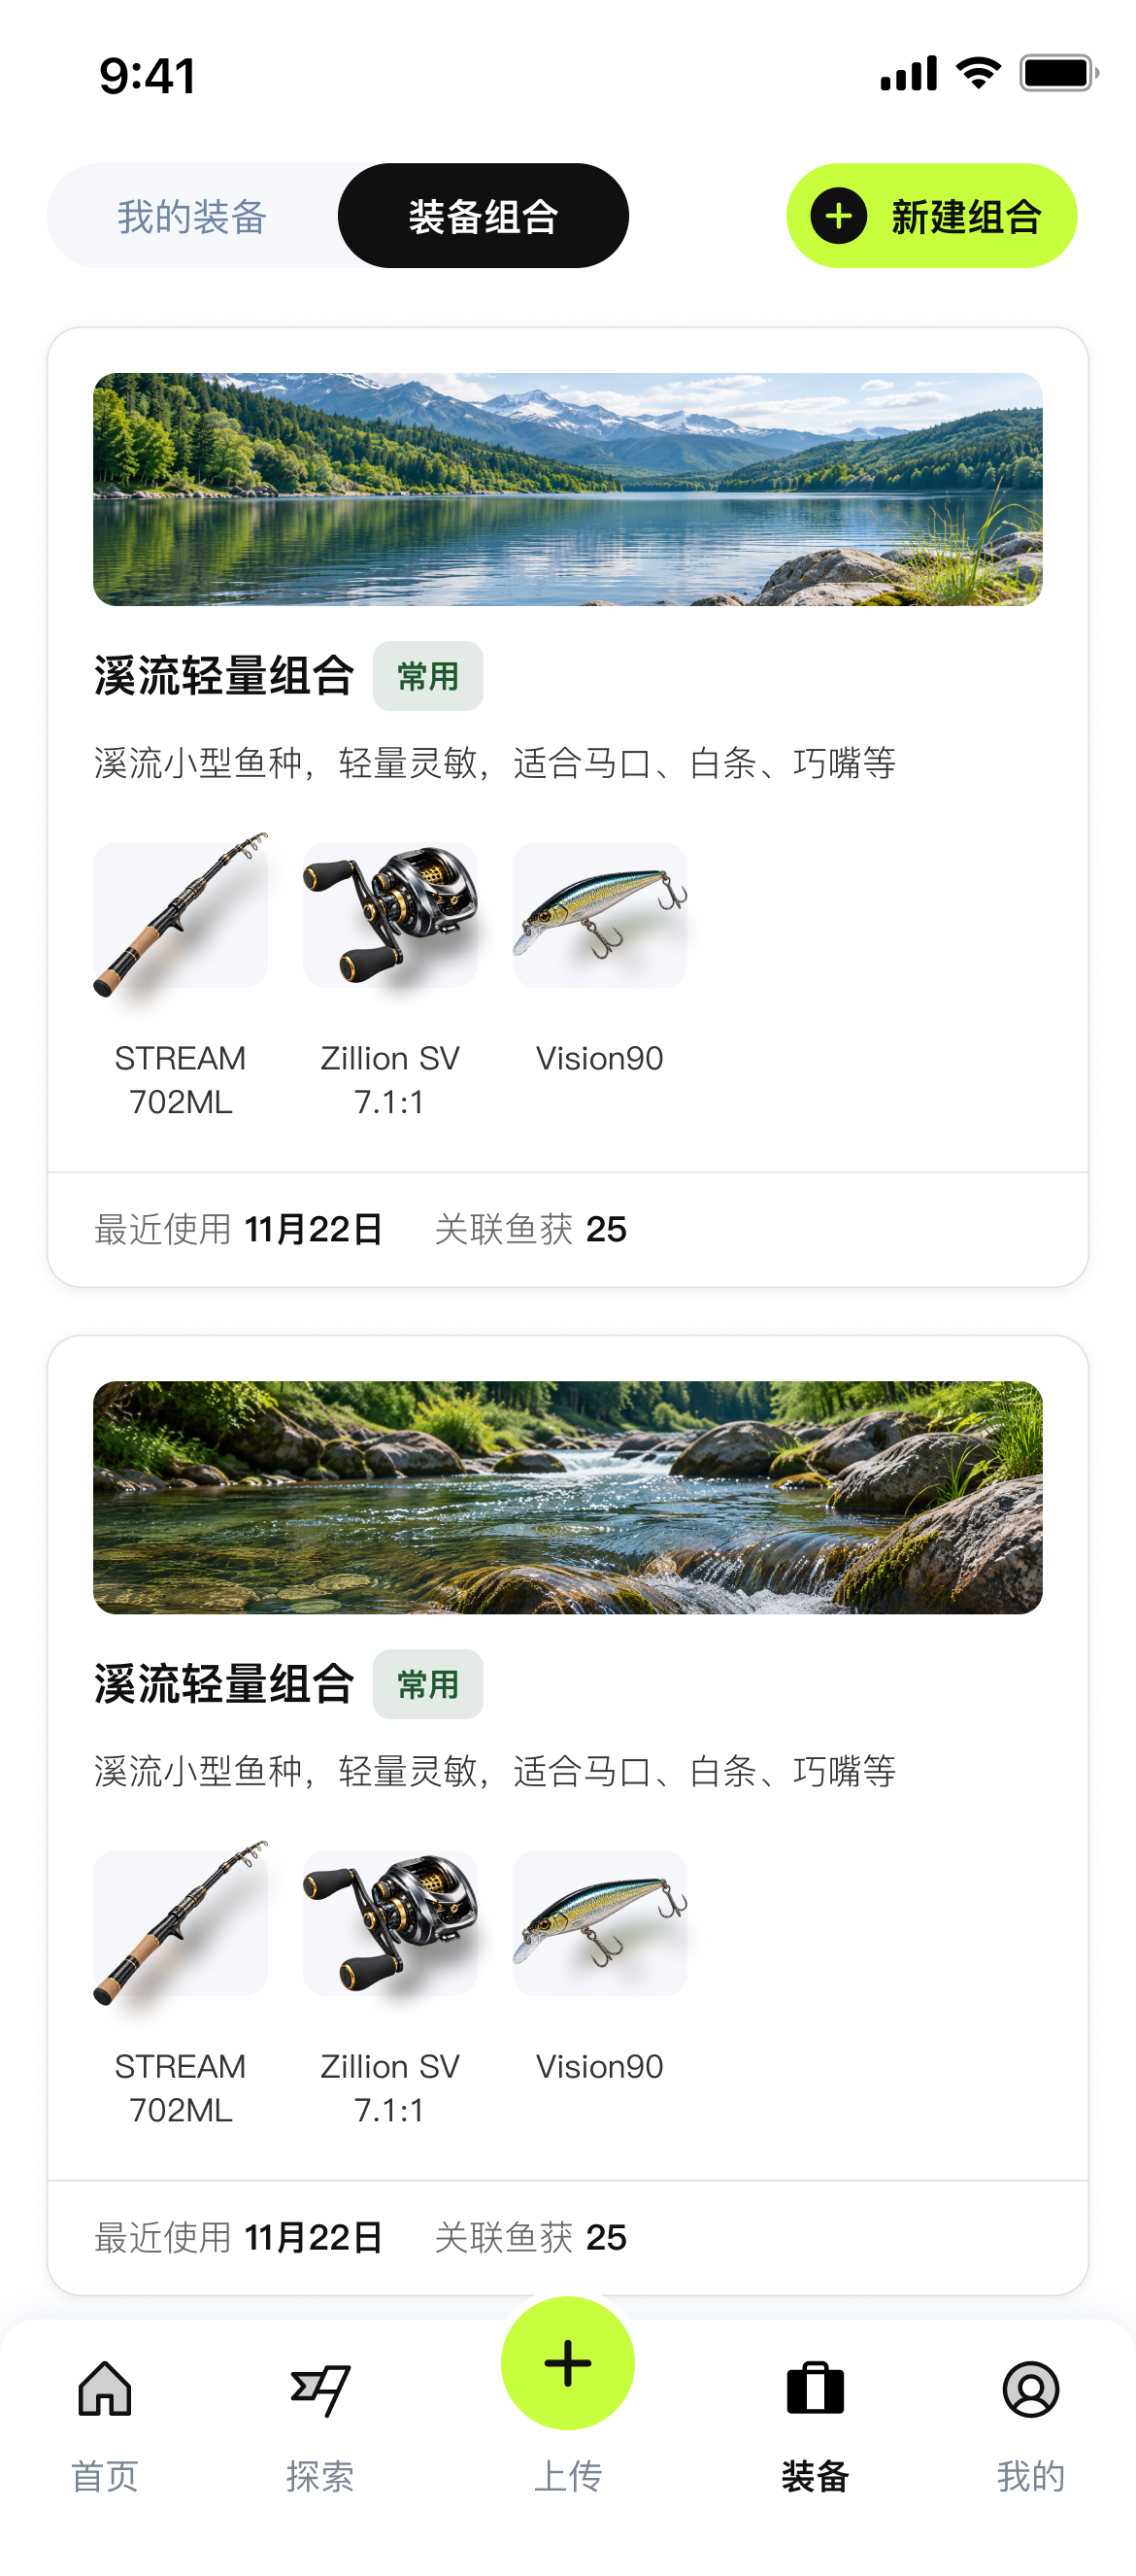 9:41
我的装备
装备组合
新建组合
溪流轻量组合 常用
溪流小型鱼种，轻量灵敏，适合马口、白条、巧嘴等
STREAM
702ML
Zillion SV
7.1:1
Vision90
最近使用 11月22日 关联鱼获 25
溪流轻量组合 常用
溪流小型鱼种，轻量灵敏，适合马口、白条、巧嘴等
STREAM
702ML
Zillion SV
7.1:1
Vision90
最近使用 11月22日 关联鱼获 25
首页
探索
上传
装备
我的